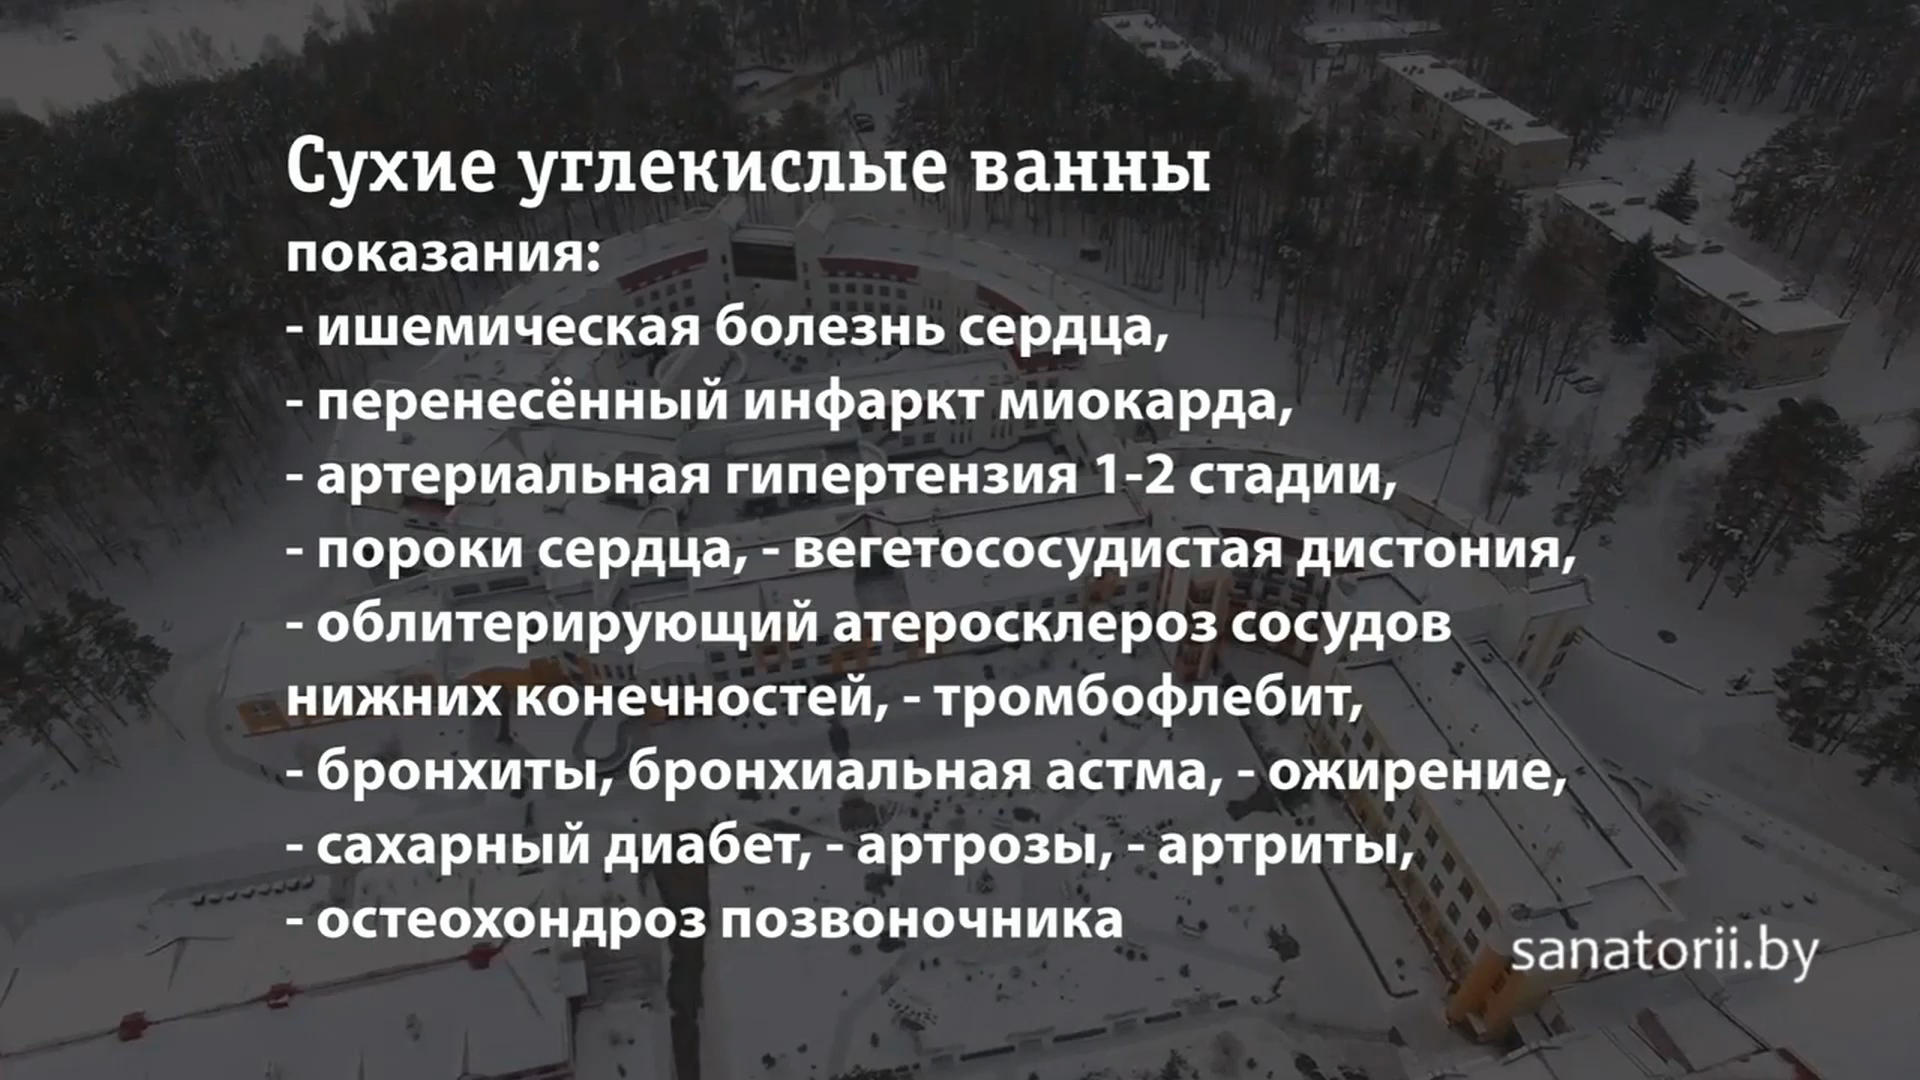 Сухие углекислые ванны
показания:
- ишемическая болезнь сердца,
- перенесённый инфаркт миокарда,
- артериальная гипертензия 1-2 стадии,
- пороки сердца, - вегетососудистая дистония,
- облитерирующий атеросклероз сосудов
нижних конечностей, - тромбофлебит,
- бронхиты, бронхиальная астма, - ожирение,
- сахарный диабет, - артрозы, - артриты,
- остеохондроз позвоночника
sanatorii.by